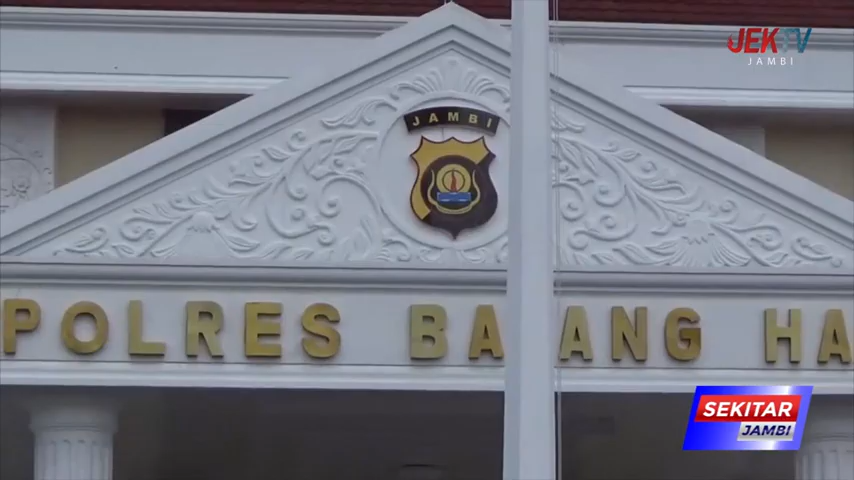 JEKTV
JAMBI
JAMBI
POLRES BA ANG HA
SEKITAR
JAMBI